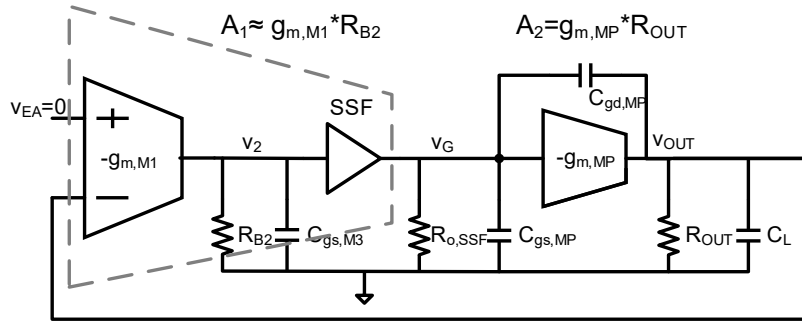 A1≈ gm,M1*RB2
A2=gm,MP*ROUT
SSF
Cgd,MP
vEA=0
+
-gm,M1
−
v2
vG
-gm,MP
vOUT
RB2
Cgs,M3
Ro,SSF
Cgs,MP
ROUT
CL